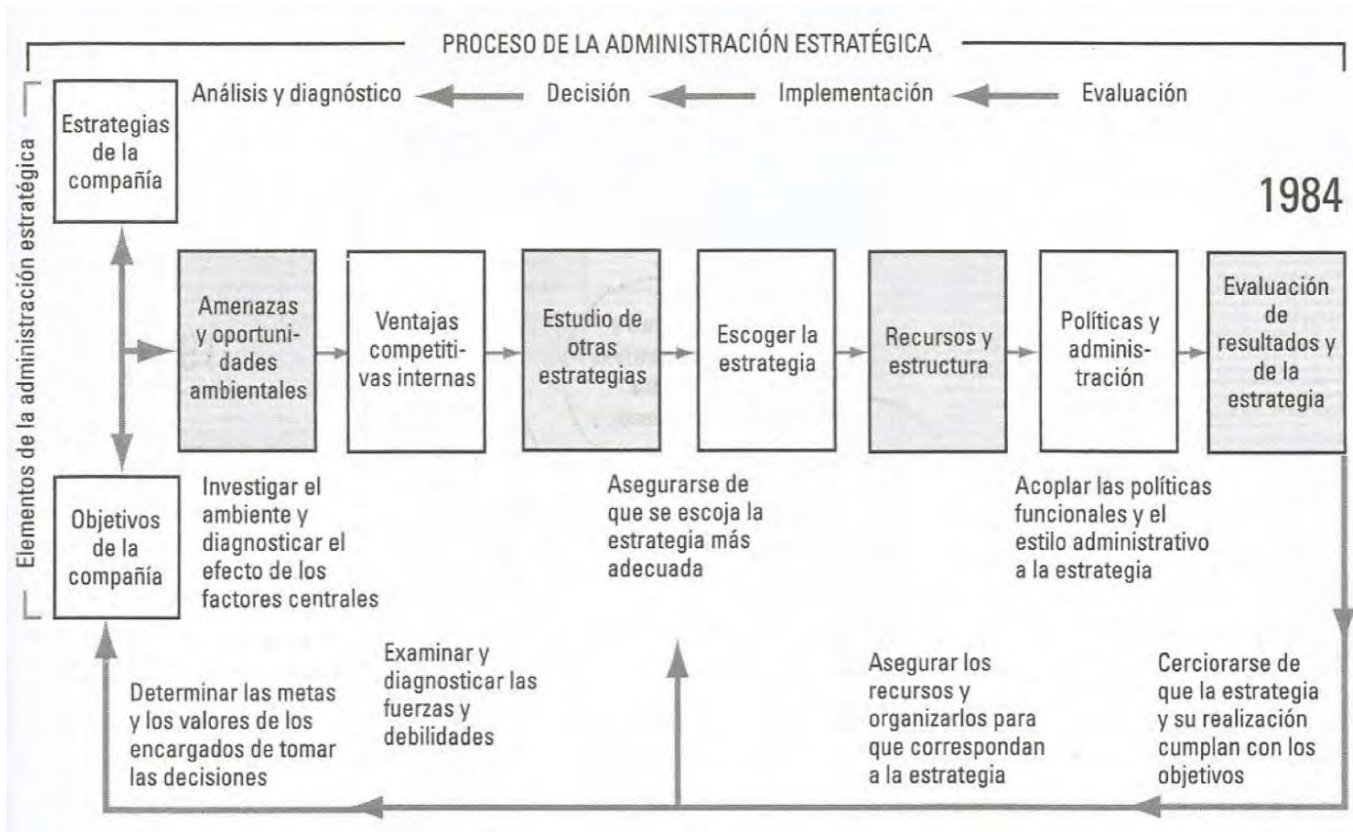 PROCESO DE LA ADMINISTRACIÓN ESTRATÉGICA
Elementos de la administración estratégica
Análisis y diagnóstico
Decisión
Implementación
Evaluación
Estrategias
de la
compañía
1984
Amenazas
y oportuni-
dades
ambientales
Ventajas
competiti-
vas internas
Estudio de
otras
estrategias
Escoger la
estrategia
Recursos y
estructura
Políticas y
adminis-
tración
Evaluación
de
resultados y
de la
estrategia
Objetivos
de la
compañía
Investigar el
ambiente y
diagnosticar el
efecto de los
factores centrales
Asegurarse de
que se escoja la
estrategia más
adecuada
Acoplar las políticas
funcionales y el
estilo administrativo
a la estrategia
Determinar las metas
y los valores de los
encargados de tomar
las decisiones
Examinar y
diagnosticar las
fuerzas y
debilidades
Asegurar los
recursos y
organizarlos para
que correspondan
a la estrategia
Cerciorarse de
que la estrategia
y su realización
cumplan con los
objetivos